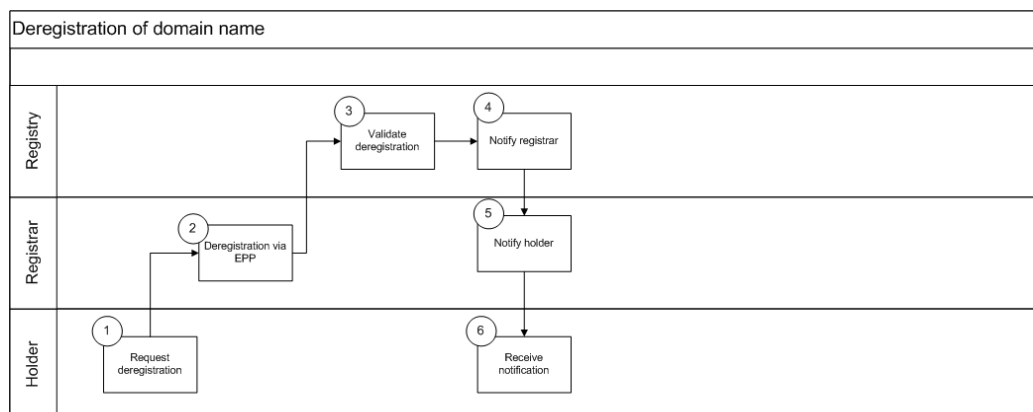 Deregistration of domain name
Registry
3
Validate
deregistration
4
Notify registrar
Registrar
2
Deregistration via
EPP
5
Notify holder
Holder
1
Request
deregistration
6
Receive
notification